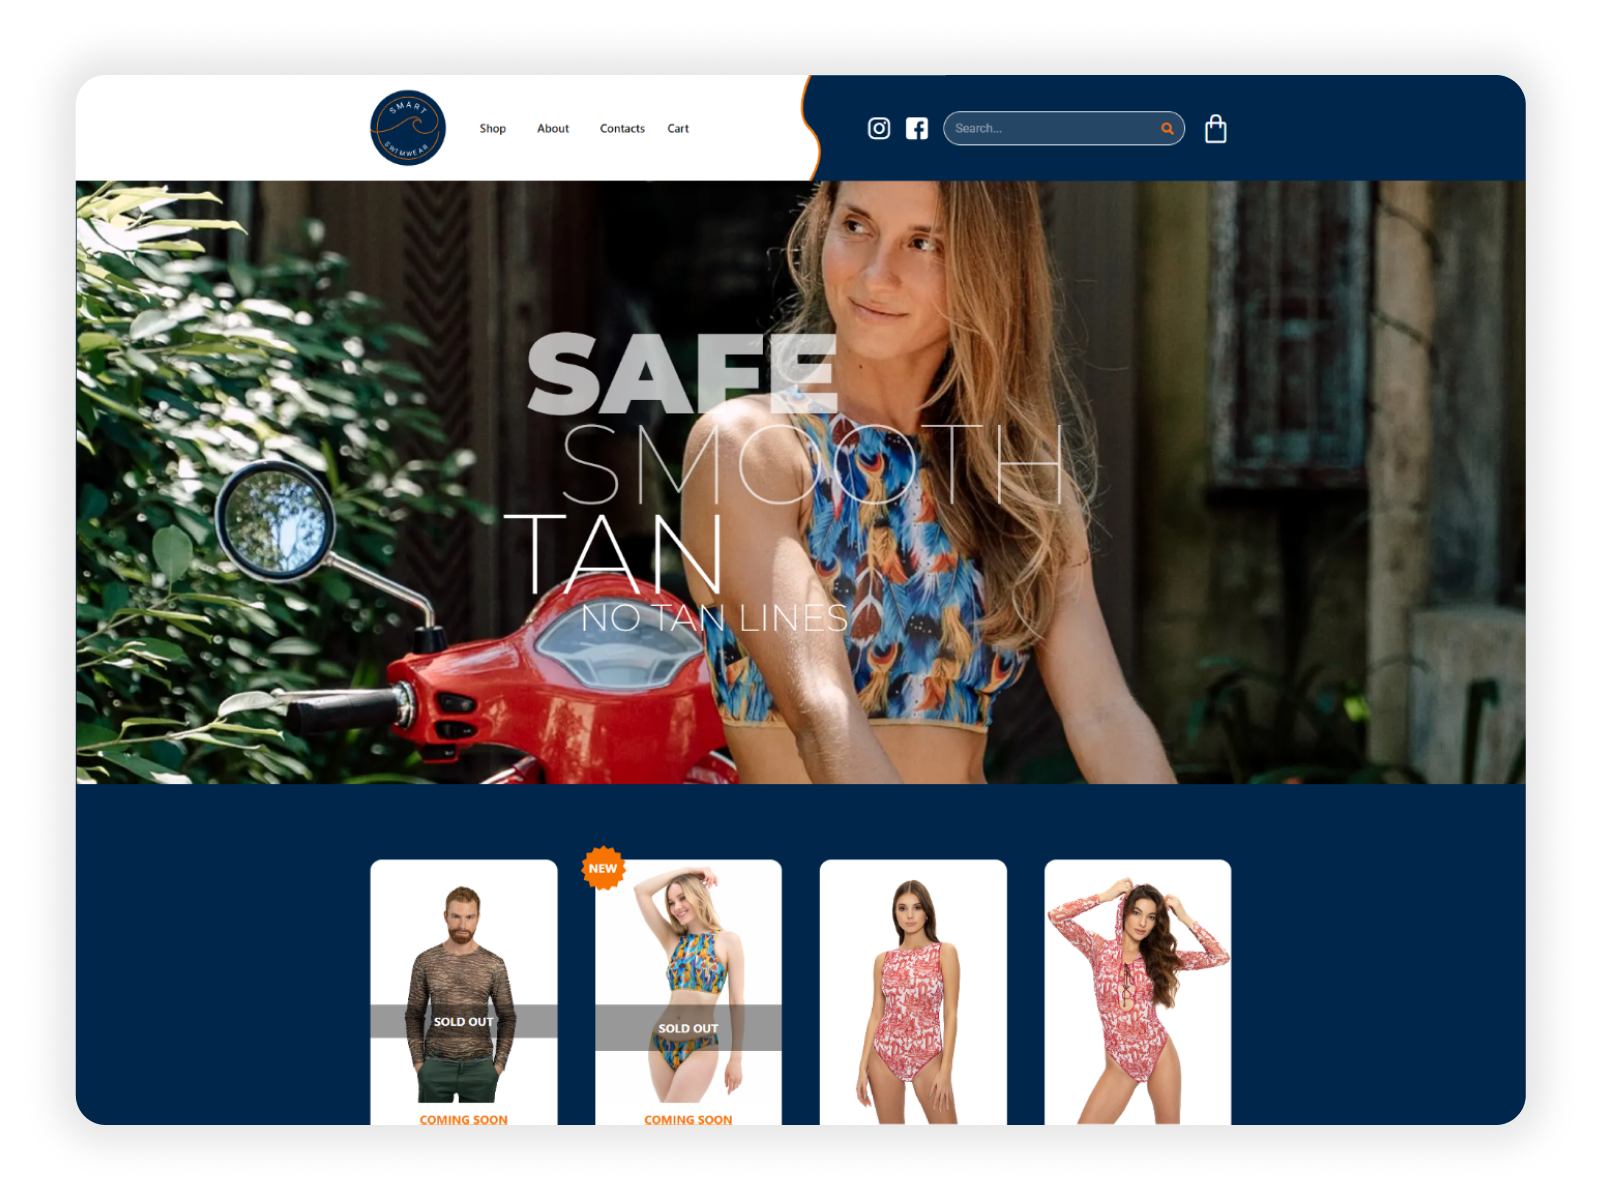 SMART
SWIMWEAR
Shop
About
Contacts
Cart
Search...
SAFE
SMOOTH
TAN
NO TAN LINES
NEW
SOLD OUT
SOLD OUT
COMING SOON
COMING SOON